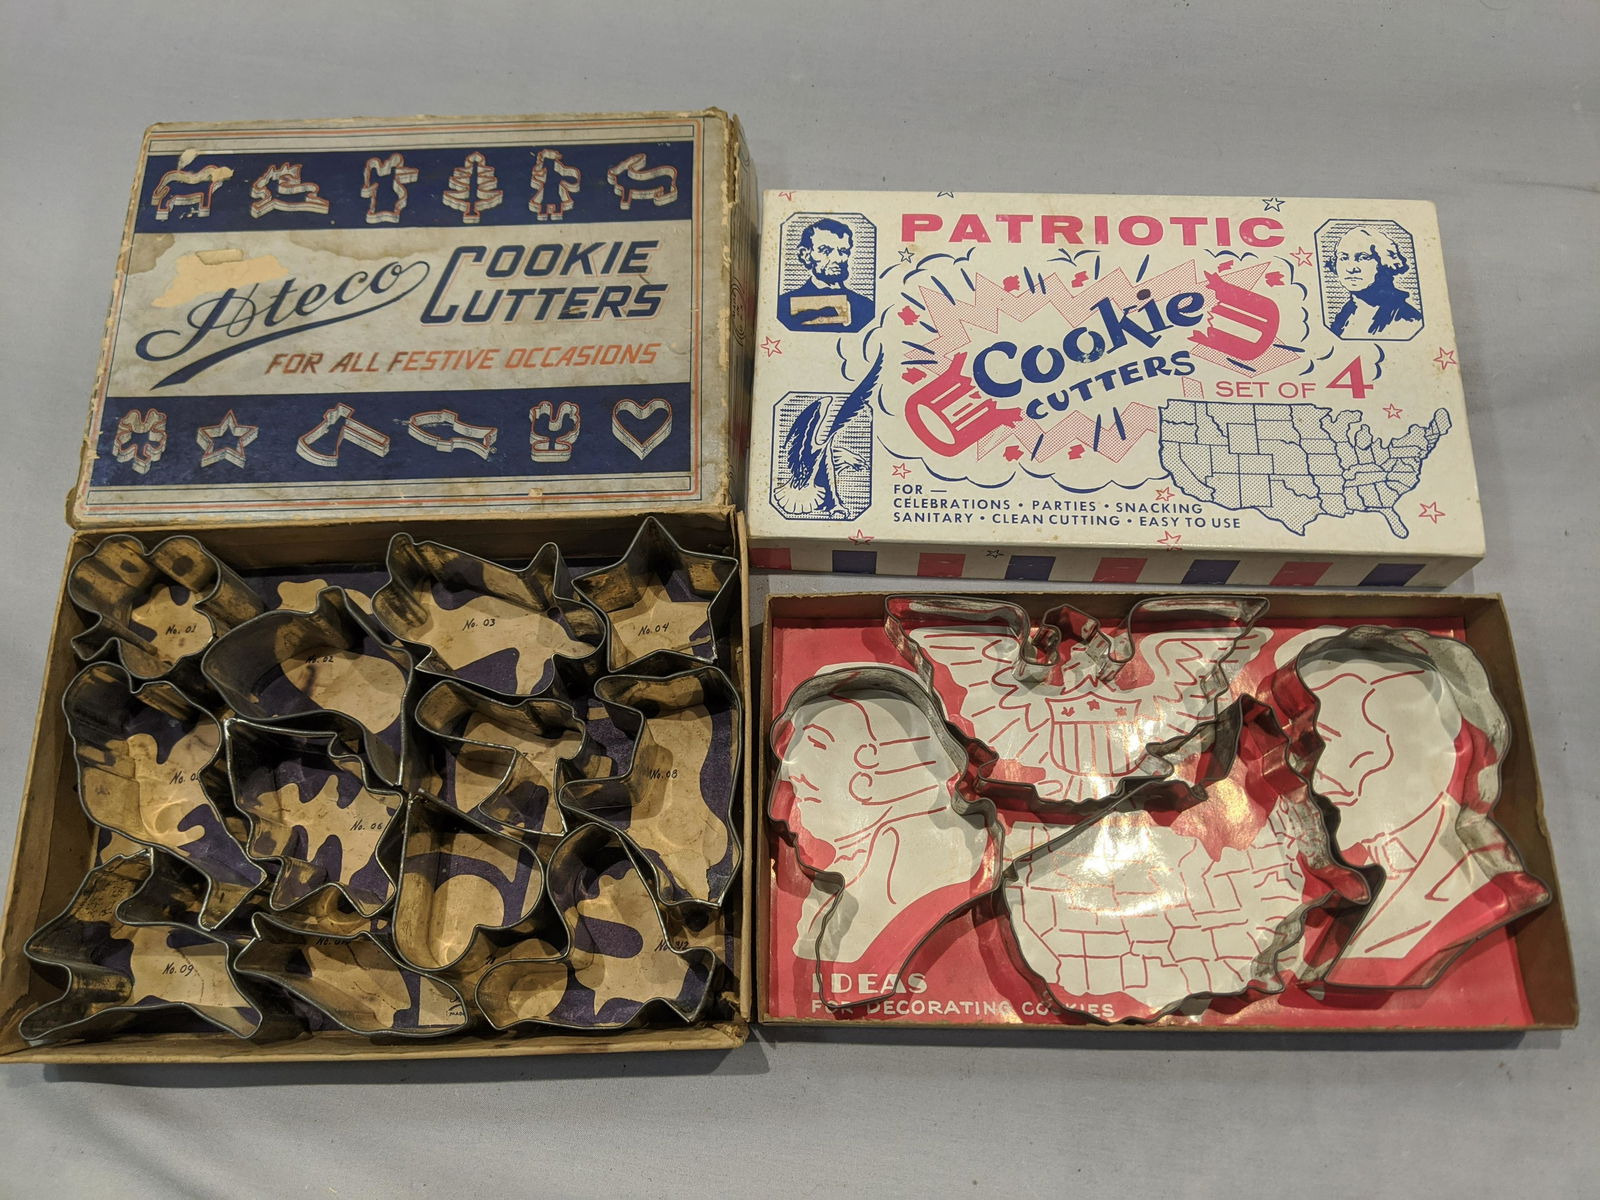 Ateco COOKIE
CUTTERS
FOR ALL FESTIVE OCCASIONS
PATRIOTIC
Cookie
CUTTERS
SET OF 4
FOR —
CELEBRATIONS • PARTIES • SNACKING
SANITARY • CLEAN CUTTING • EASY TO USE
No. 01
No. 02
No. 03
No. 04
No. 06
No. 08
No. 09
No. 12
IDEAS
FOR DECORATING COOKIES